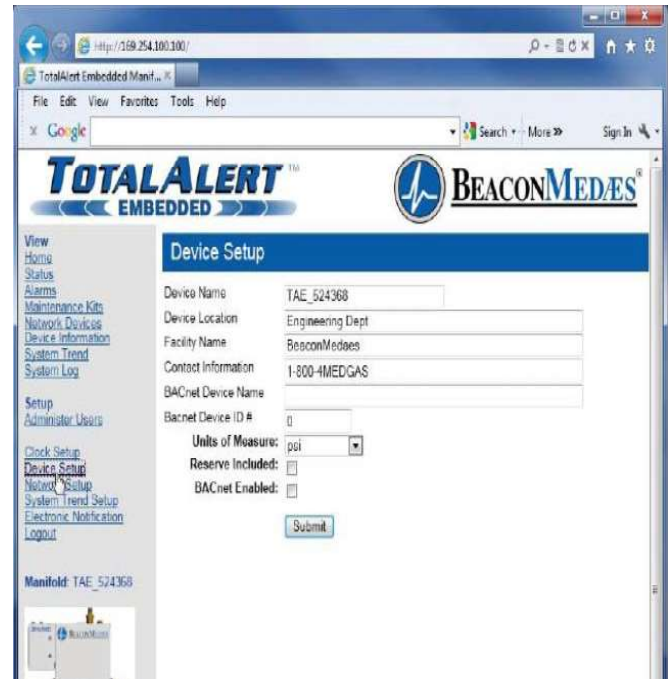 http://169.254.100.100/
TotalAlert Embedded Manif...
File Edit View Favorites Tools Help
x Google Search More » Sign In
TOTALALERT ™
EMBEDDED
BEACONMEDÆS®
View
Home
Status
Alarms
Maintenance Kits
Network Devices
Device Information
System Trend
System Log
Setup
Administer Users
Clock Setup
Device Setup
Network Setup
System Trend Setup
Electronic Notification
Logout
Manifold: TAE_524368
BEACONMEDÆS
Device Setup
Device Name TAE_524368
Device Location Engineering Dept
Facility Name BeaconMedaes
Contact Information 1-800-4MEDGAS
BACnet Device Name
Bacnet Device ID # 0
Units of Measure: psi
Reserve Included:
BACnet Enabled:
Submit